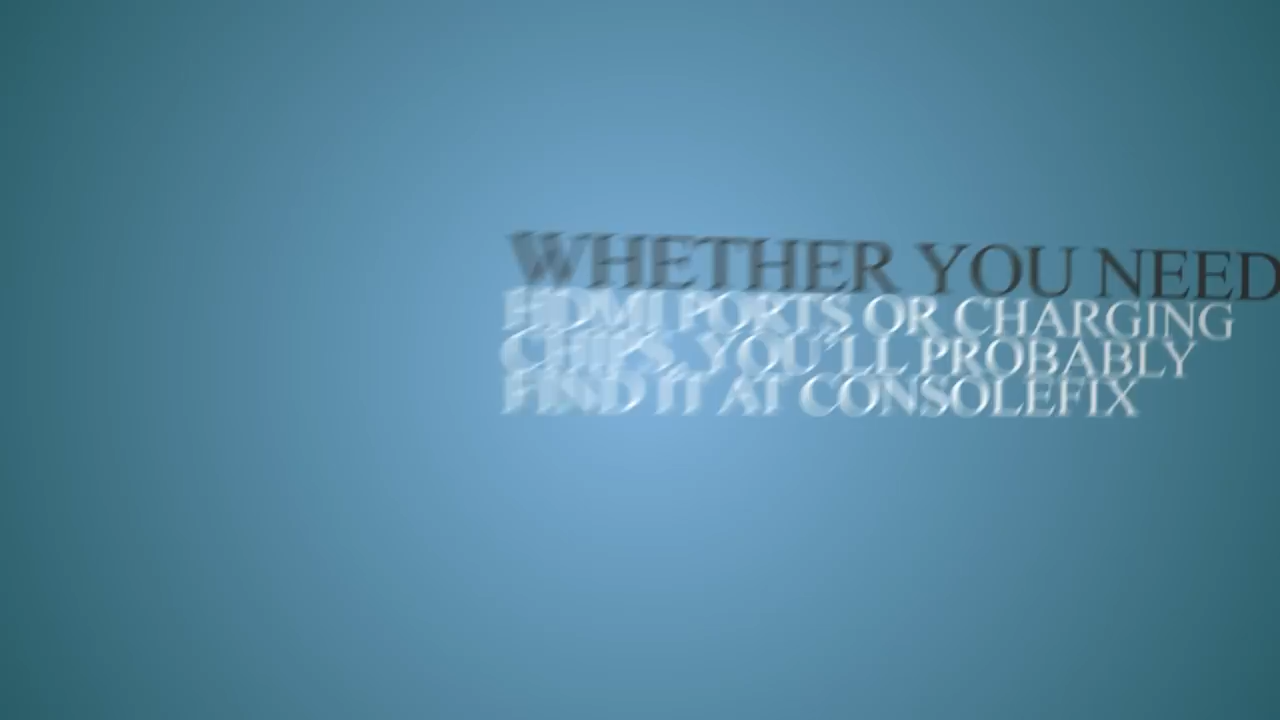 WHETHER YOU NEED
HDMI PORTS OR CHARGING
CHIPS, YOU'LL PROBABLY
FIND IT AT CONSOLEFIX